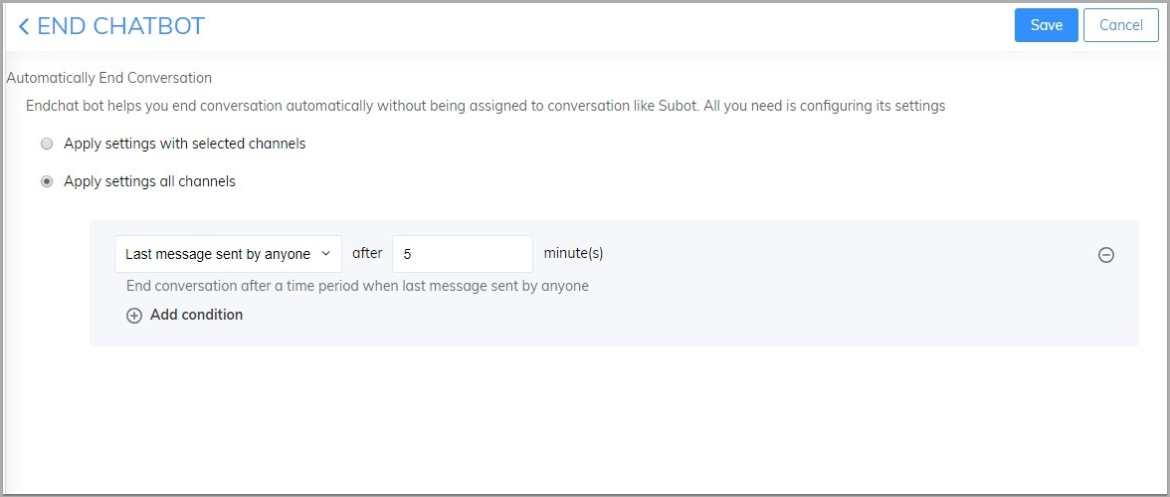 END CHATBOT
Save
Cancel
Automatically End Conversation
Endchat bot helps you end conversation automatically without being assigned to conversation like Subot. All you need is configuring its settings
Apply settings with selected channels
Apply settings all channels
Last message sent by anyone after 5 minute(s)
End conversation after a time period when last message sent by anyone
Add condition